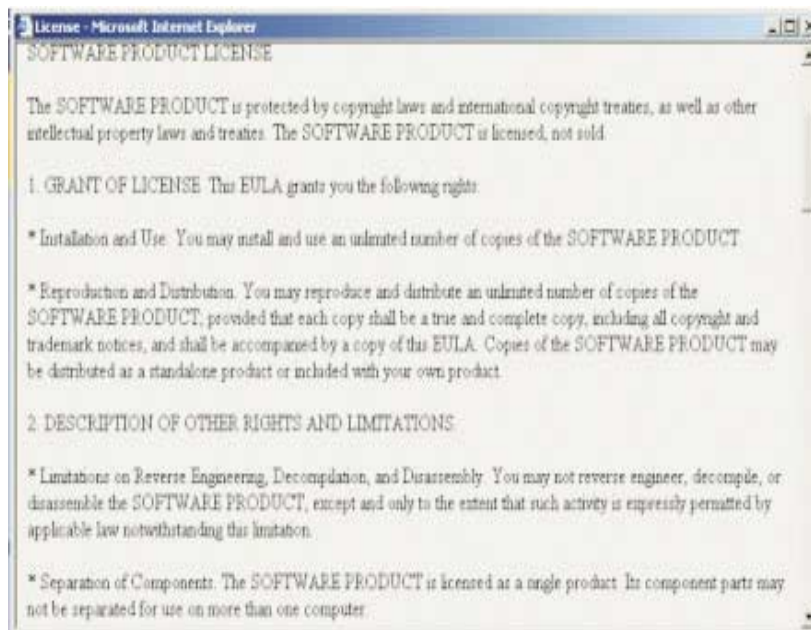 License - Microsoft Internet Explorer
SOFTWARE PRODUCT LICENSE
The SOFTWARE PRODUCT is protected by copyright laws and international copyright treaties, as well as other
intellectual property laws and treaties. The SOFTWARE PRODUCT is licensed, not sold.
1. GRANT OF LICENSE. This EULA grants you the following rights:
* Installation and Use. You may install and use an unlimited number of copies of the SOFTWARE PRODUCT.
* Reproduction and Distribution. You may reproduce and distribute an unlimited number of copies of the
SOFTWARE PRODUCT; provided that each copy shall be a true and complete copy, including all copyright and
trademark notices, and shall be accompanied by a copy of this EULA. Copies of the SOFTWARE PRODUCT may
be distributed as a standalone product or included with your own product.
2. DESCRIPTION OF OTHER RIGHTS AND LIMITATIONS.
* Limitations on Reverse Engineering, Decompilation, and Disassembly. You may not reverse engineer, decompile, or
disassemble the SOFTWARE PRODUCT, except and only to the extent that such activity is expressly permitted by
applicable law notwithstanding this limitation.
* Separation of Components. The SOFTWARE PRODUCT is licensed as a single product. Its component parts may
not be separated for use on more than one computer.